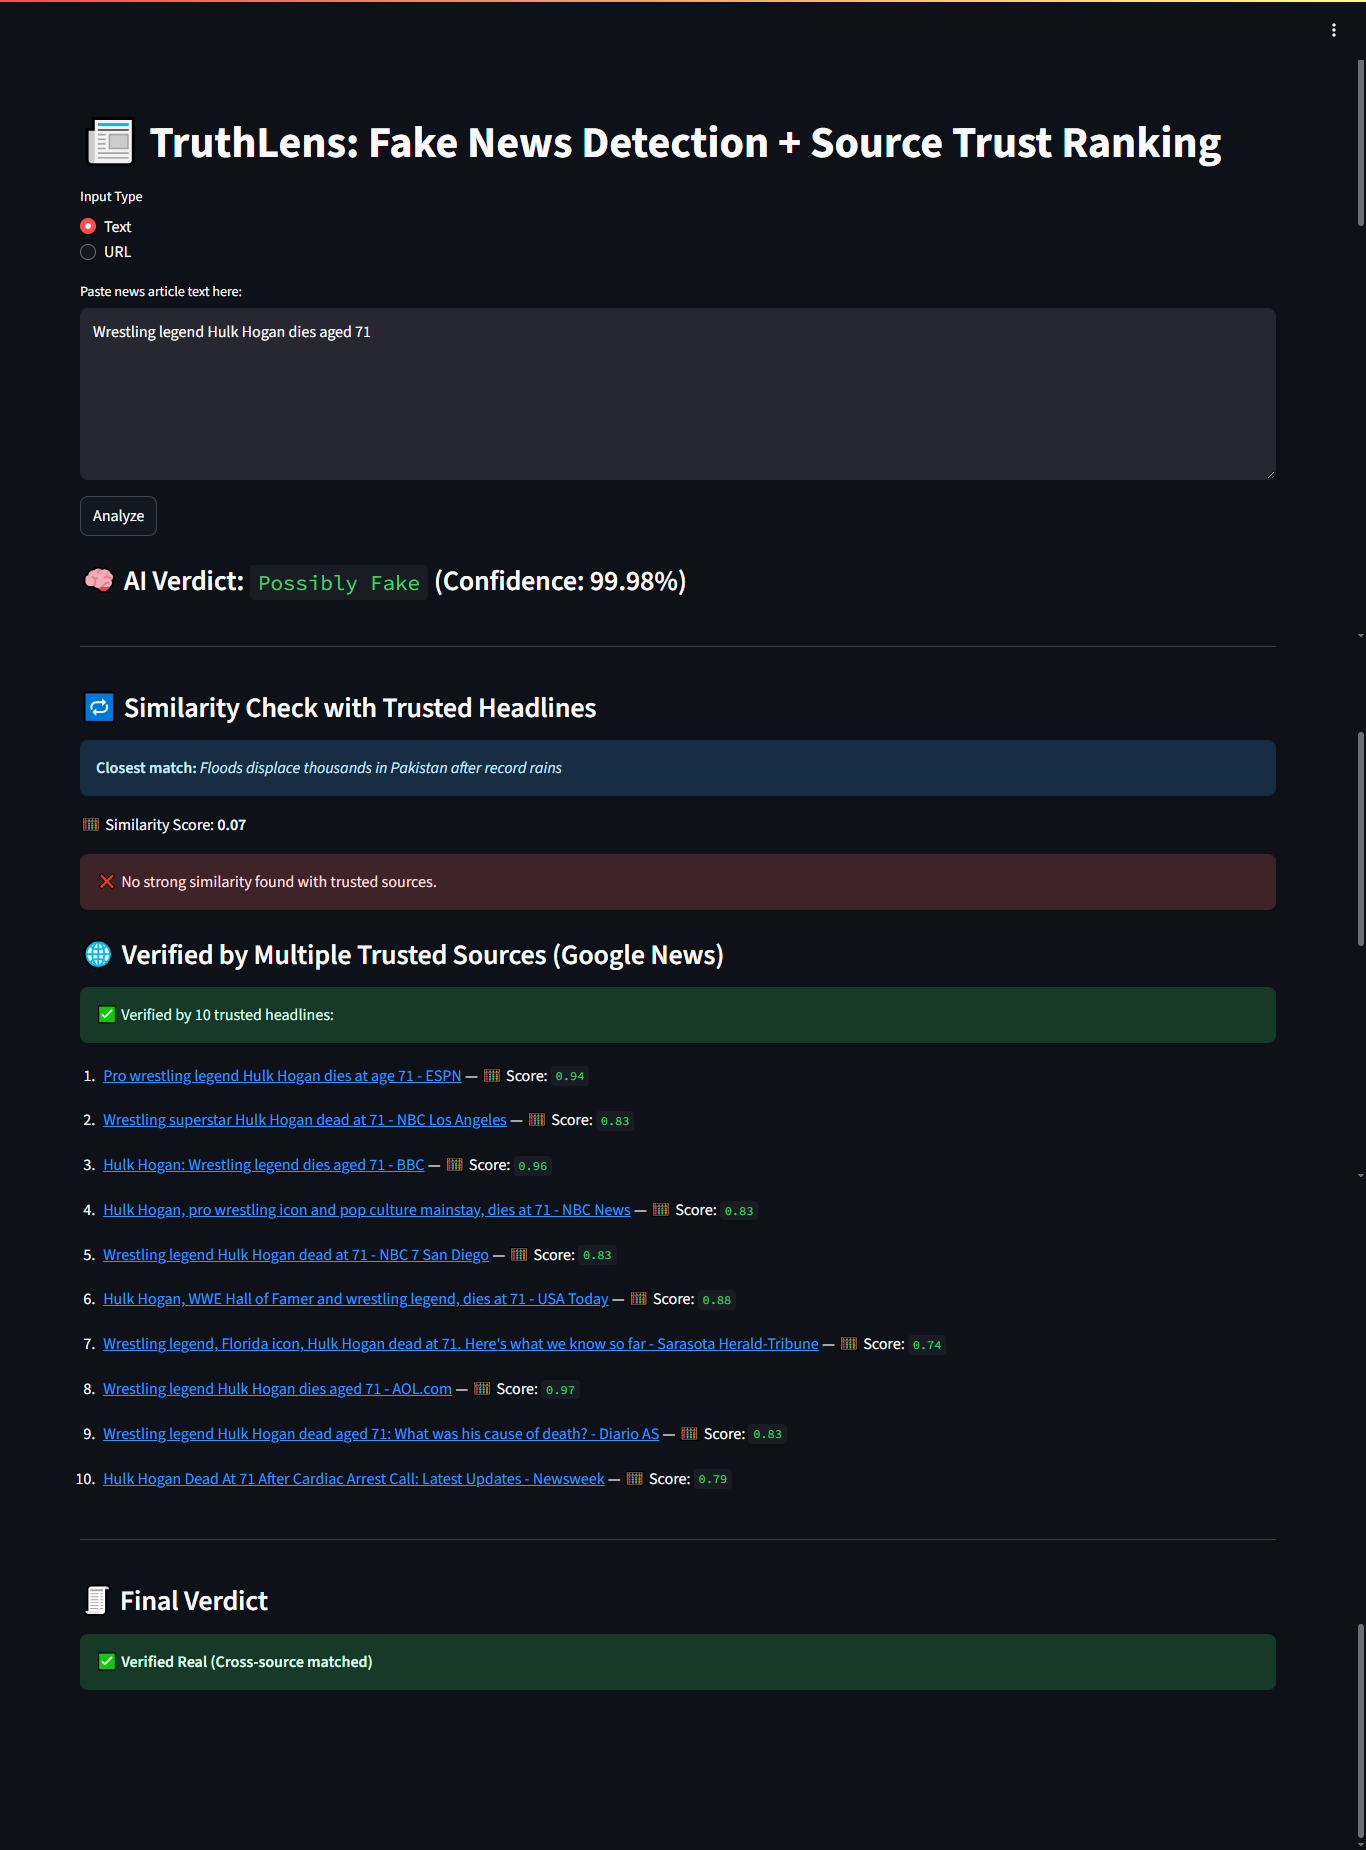 TruthLens: Fake News Detection + Source Trust Ranking
Input Type
Text
URL
Paste news article text here:
Wrestling legend Hulk Hogan dies aged 71
Analyze
AI Verdict: Possibly Fake (Confidence: 99.98%)
Similarity Check with Trusted Headlines
Closest match: Floods displace thousands in Pakistan after record rains
Similarity Score: 0.07
No strong similarity found with trusted sources.
Verified by Multiple Trusted Sources (Google News)
Verified by 10 trusted headlines:
1. Pro wrestling legend Hulk Hogan dies at age 71 - ESPN — Score: 0.94
2. Wrestling superstar Hulk Hogan dead at 71 - NBC Los Angeles — Score: 0.83
3. Hulk Hogan: Wrestling legend dies aged 71 - BBC — Score: 0.96
4. Hulk Hogan, pro wrestling icon and pop culture mainstay, dies at 71 - NBC News — Score: 0.83
5. Wrestling legend Hulk Hogan dead at 71 - NBC 7 San Diego — Score: 0.83
6. Hulk Hogan, WWE Hall of Famer and wrestling legend, dies at 71 - USA Today — Score: 0.88
7. Wrestling legend, Florida icon, Hulk Hogan dead at 71. Here's what we know so far - Sarasota Herald-Tribune — Score: 0.74
8. Wrestling legend Hulk Hogan dies aged 71 - AOL.com — Score: 0.97
9. Wrestling legend Hulk Hogan dead aged 71: What was his cause of death? - Diario AS — Score: 0.83
10. Hulk Hogan Dead At 71 After Cardiac Arrest Call: Latest Updates - Newsweek — Score: 0.79
Final Verdict
Verified Real (Cross-source matched)